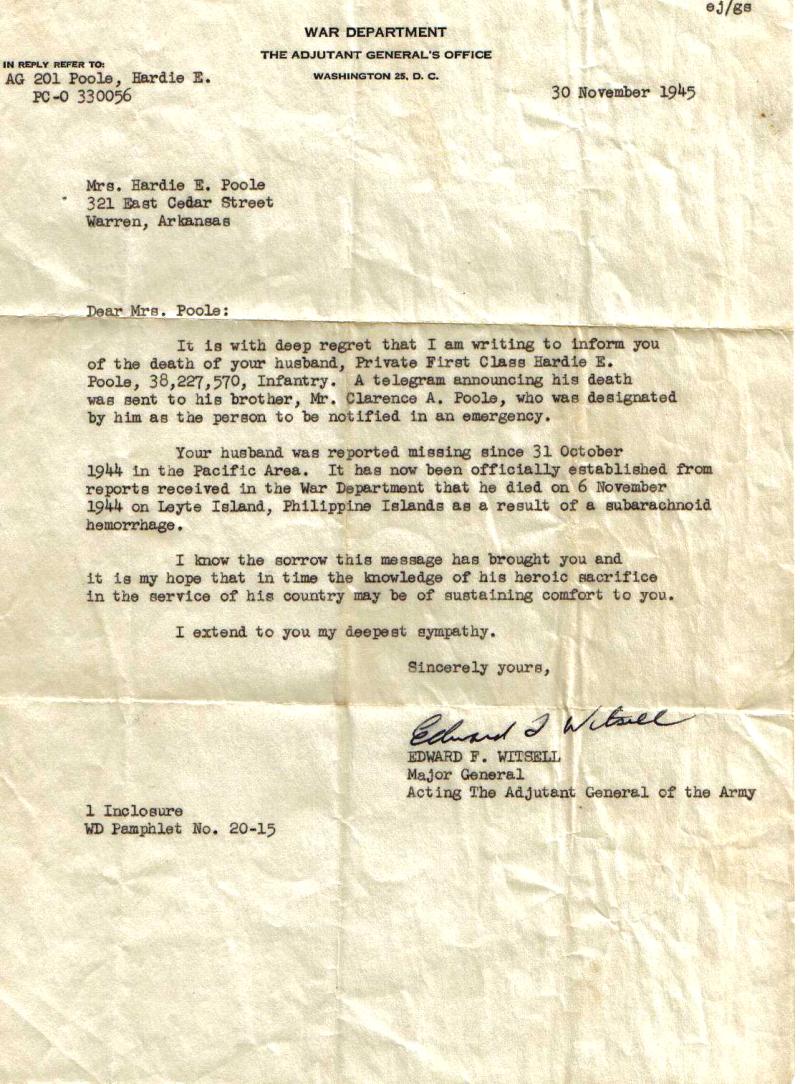 ej/gs
WAR DEPARTMENT
THE ADJUTANT GENERAL'S OFFICE
WASHINGTON 25, D. C.
IN REPLY REFER TO:
AG 201 Poole, Hardie E.
PC-O 330056
30 November 1945
Mrs. Hardie E. Poole
321 East Cedar Street
Warren, Arkansas
Dear Mrs. Poole:
It is with deep regret that I am writing to inform you
of the death of your husband, Private First Class Hardie E.
Poole, 38,227,570, Infantry. A telegram announcing his death
was sent to his brother, Mr. Clarence A. Poole, who was designated
by him as the person to be notified in an emergency.
Your husband was reported missing since 31 October
1944 in the Pacific Area. It has now been officially established from
reports received in the War Department that he died on 6 November
1944 on Leyte Island, Philippine Islands as a result of a subarachnoid
hemorrhage.
I know the sorrow this message has brought you and
it is my hope that in time the knowledge of his heroic sacrifice
in the service of his country may be of sustaining comfort to you.
I extend to you my deepest sympathy.
Sincerely yours,
Edward F Witsell
EDWARD F. WITSELL
Major General
Acting The Adjutant General of the Army
1 Inclosure
WD Pamphlet No. 20-15